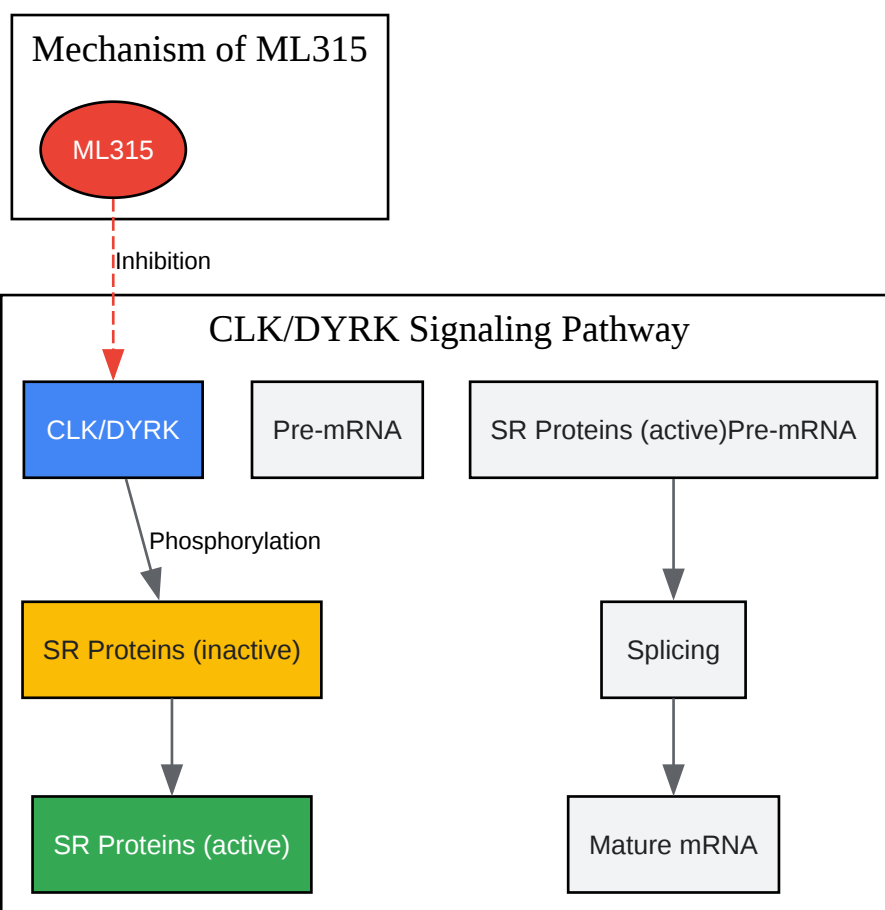 Mechanism of ML315
ML315
Inhibition
CLK/DYRK Signaling Pathway
CLK/DYRK
Pre-mRNA
SR Proteins (active)Pre-mRNA
Phosphorylation
SR Proteins (inactive)
Splicing
SR Proteins (active)
Mature mRNA